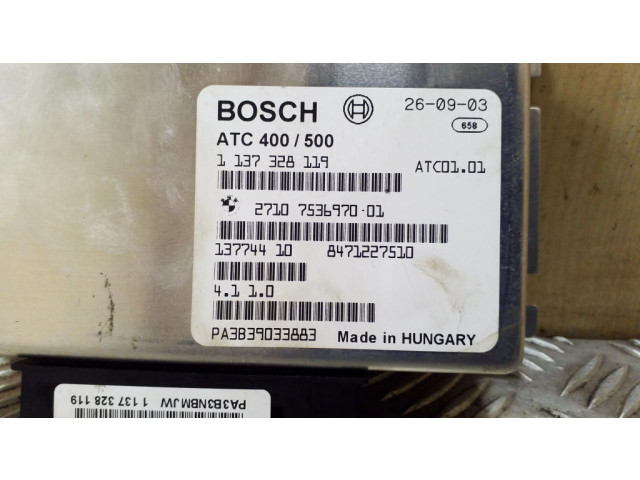 BOSCH 26-09-03
658
ATC 400 / 500
1 137 328 119 ATC01.01
2710 7536970-01
137744 10 8471227510
4.1 1.0
PA3B39033883 Made in HUNGARY
PA3B3NBMJW 1 137 328 119